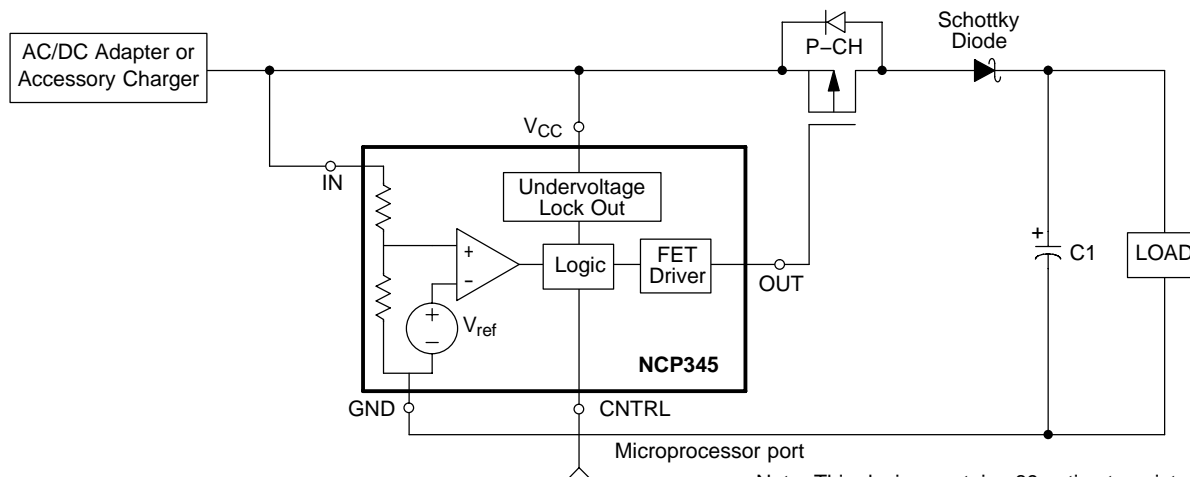 AC/DC Adapter or
Accessory Charger
P–CH
Schottky
Diode
VCC
IN
Undervoltage
Lock Out
+
–
Logic
FET
Driver
OUT
+
–
Vref
NCP345
+
C1
LOAD
GND
CNTRL
Microprocessor port